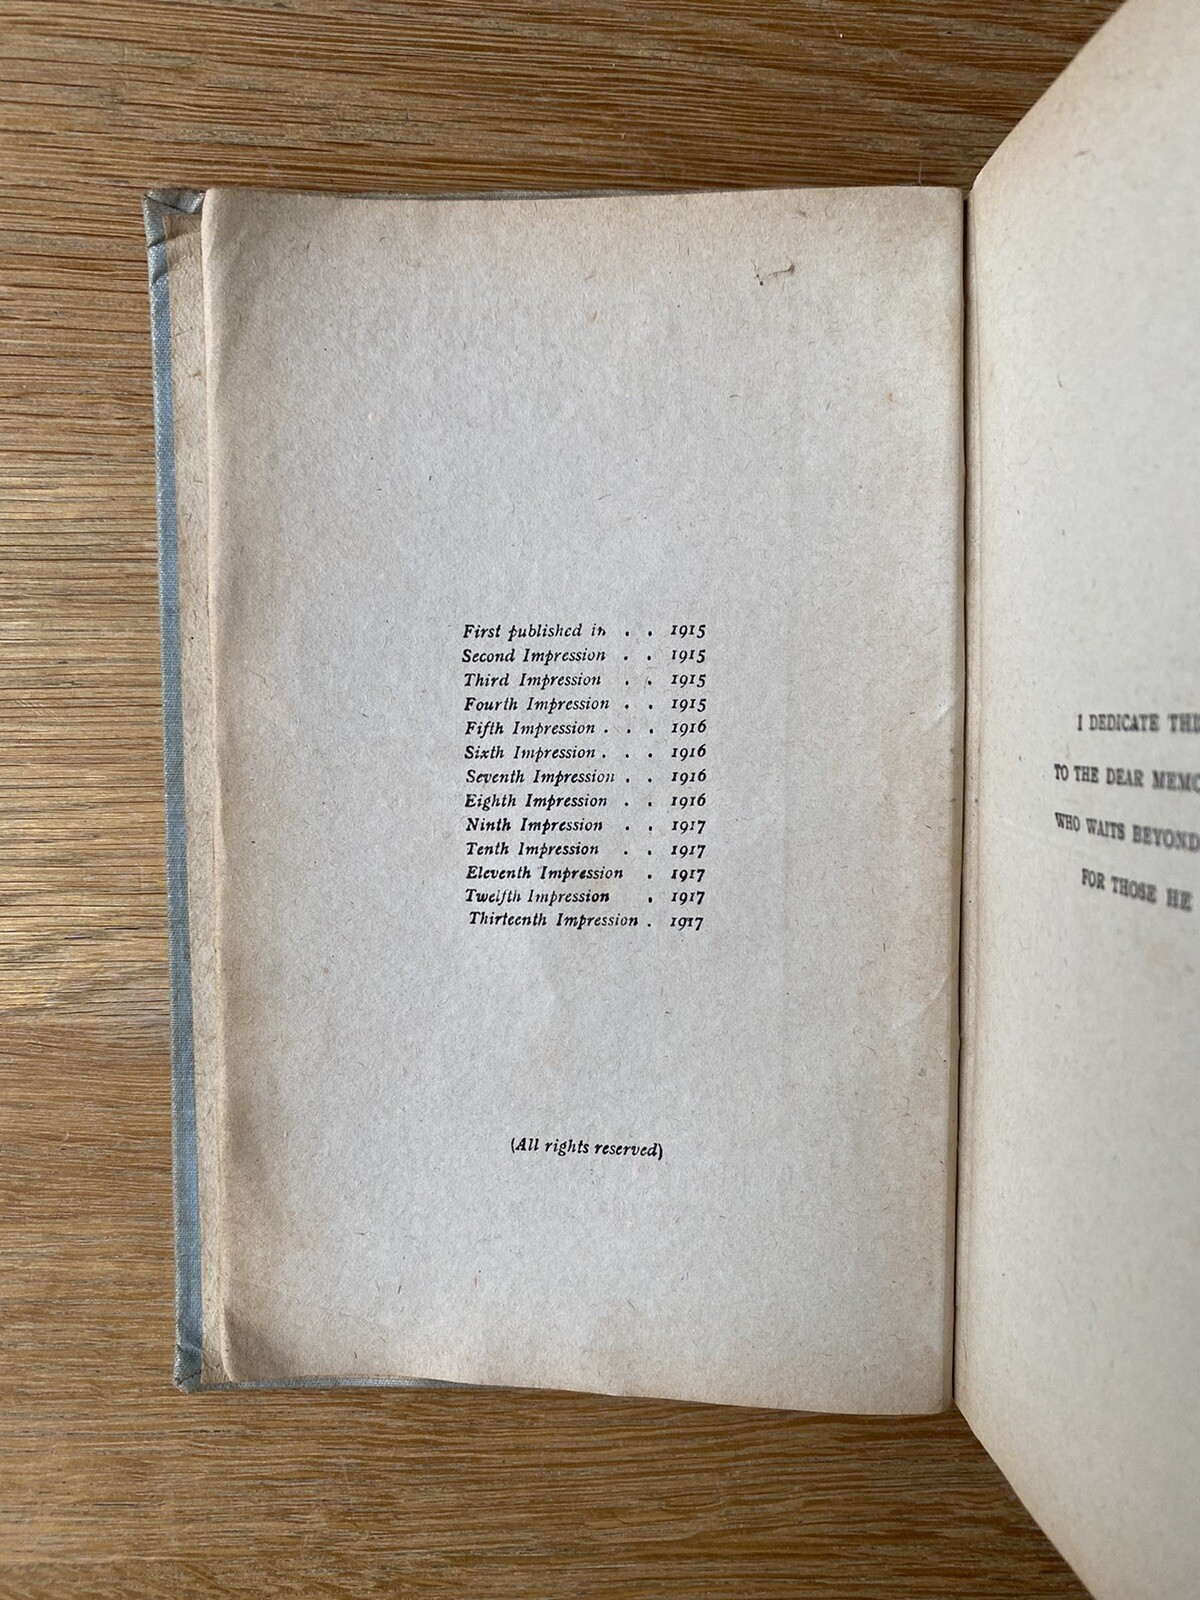 First published in . . 1915
Second Impression . . 1915
Third Impression . . 1915
Fourth Impression . . 1915
Fifth Impression . . . 1916
Sixth Impression . . . 1916
Seventh Impression . . 1916
Eighth Impression . . 1916
Ninth Impression . . 1917
Tenth Impression . . 1917
Eleventh Impression . 1917
Twelfth Impression . 1917
Thirteenth Impression . 1917
(All rights reserved)
I DEDICATE
TO THE DEAR
WHO WAITS BEYOND
FOR THOSE HE